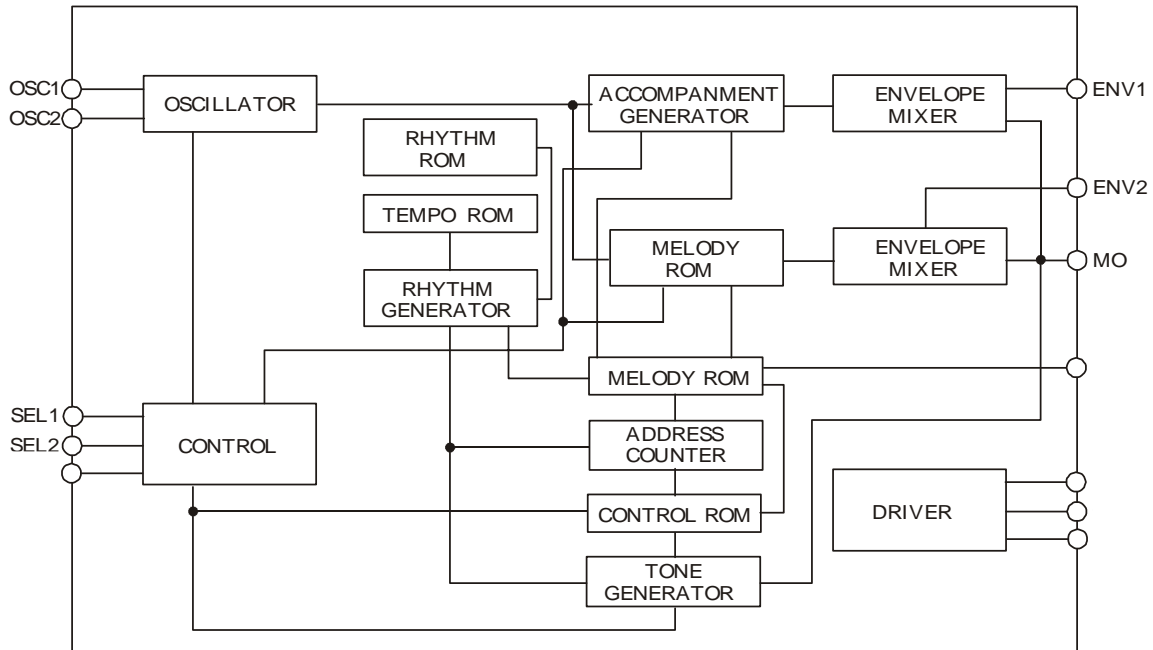 OSC1
OSC2
OSCILLATOR
ACCOMPANMENT
GENERATOR
ENVELOPE
MIXER
ENV1
RHYTHM
ROM
TEMPO ROM
ENV2
MELODY
ROM
ENVELOPE
MIXER
MO
RHYTHM
GENERATOR
MELODY ROM
SEL1
SEL2
CONTROL
ADDRESS
COUNTER
CONTROL ROM
DRIVER
TONE
GENERATOR